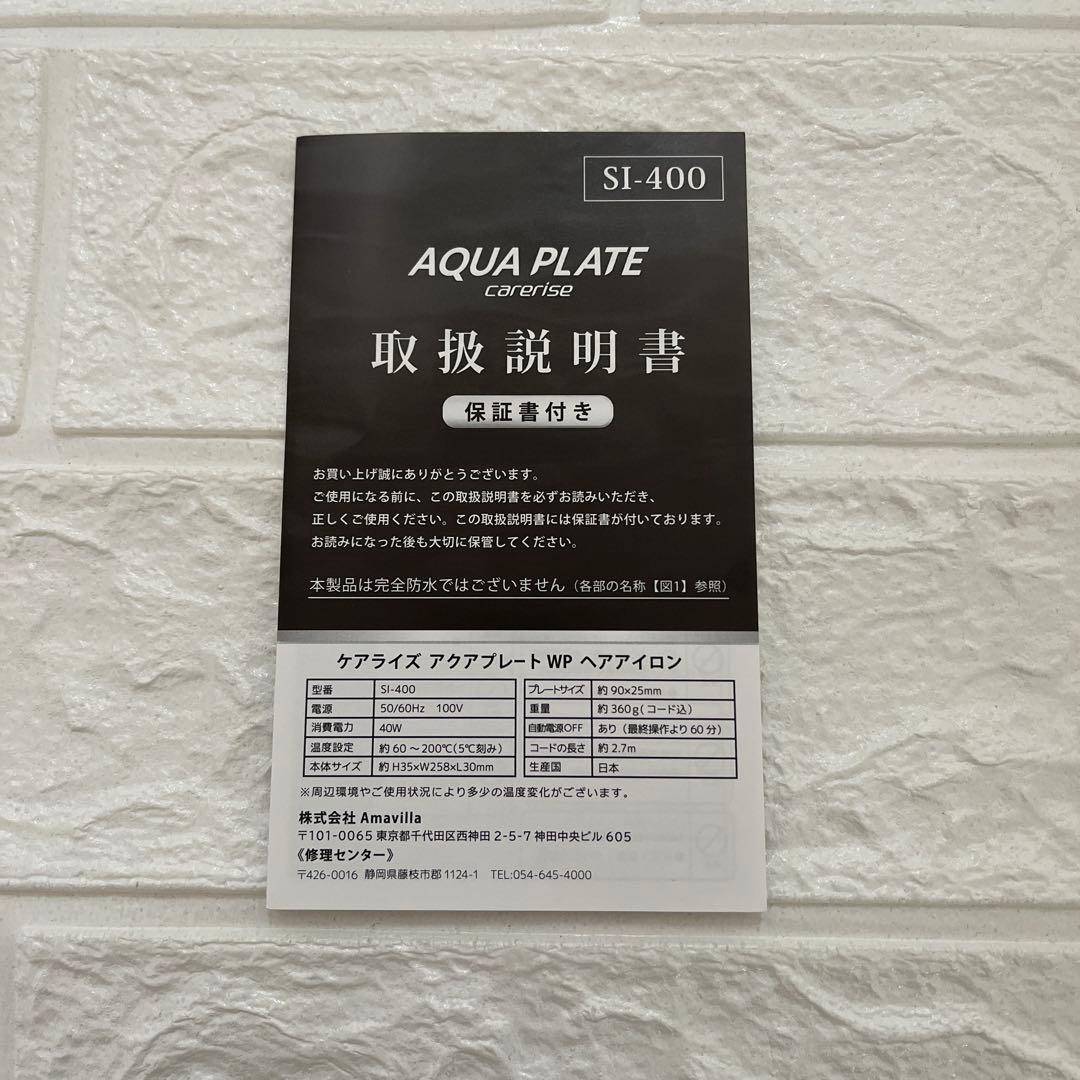 SI-400
AQUA PLATE
carerise
取扱説明書
保証書付き
お買い上げ誠にありがとうございます。
ご使用になる前に、この取扱説明書を必ずお読みいただき、
正しくご使用ください。この取扱説明書には保証書が付いております。
お読みになった後も大切に保管してください。
本製品は完全防水ではございません（各部の名称【図1】参照）
ケアライズ アクアプレート WP ヘアアイロン
型番 SI-400 プレートサイズ 約 90×25mm
電源 50/60Hz 100V 重量 約 360g(コード込)
消費電力 40W 自動電源OFF あり（最終操作より 60 分）
温度設定 約 60 ～ 200℃(5℃刻み) コードの長さ 約 2.7m
本体サイズ 約 H35×W258×L30mm 生産国 日本
※周辺環境やご使用状況により多少の温度変化がございます。
株式会社 Amavilla
〒101-0065 東京都千代田区西神田 2-5-7 神田中央ビル 605
《修理センター》
〒426-0016 静岡県藤枝市郡 1124-1 TEL:054-645-4000